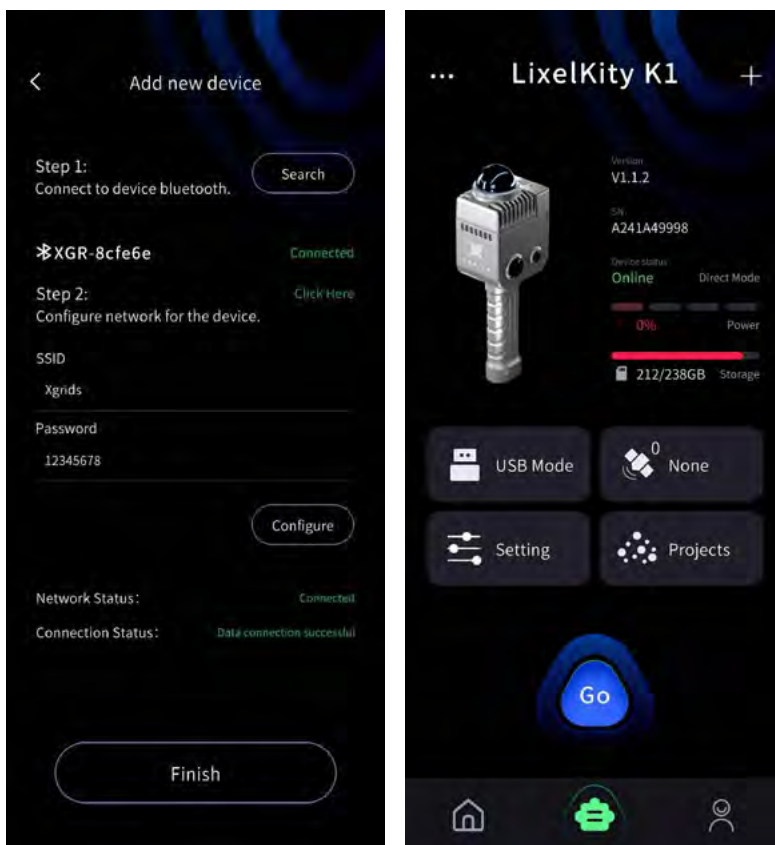 Add new device
Step 1:
Connect to device bluetooth.
Search
XGR-8cfe6e
Connected
Step 2:
Configure network for the device.
Click Here
SSID
Xgrids
Password
12345678
Configure
Network Status:
Connected
Connection Status:
Data connection successful
Finish
LixelKity K1
Version
V1.1.2
SN
A241A49998
Device status
Online
Direct Mode
0%
Power
212/238GB
Storage
USB Mode
0
None
Setting
Projects
Go